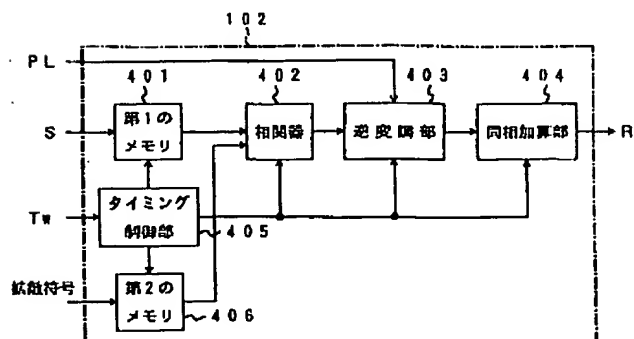 102
PL
401
402
403
404
S
第1の
メモリ
相関器
逆変調部
同相加算部
R
Tw
タイミング
制御部
405
拡散符号
第2の
メモリ
406